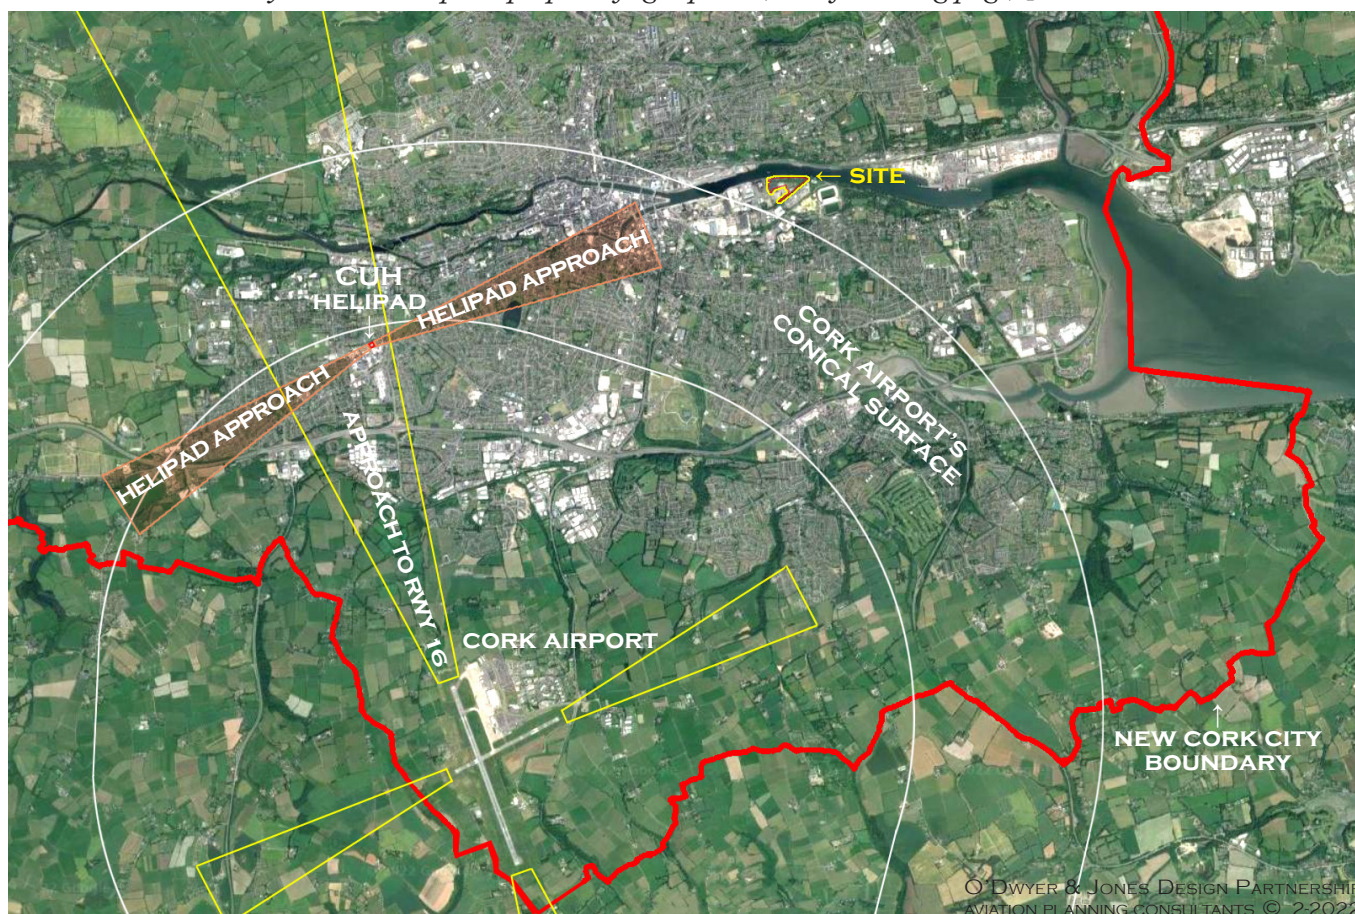 ← SITE
CUH
HELIPAD
HELIPAD APPROACH
HELIPAD APPROACH
CORK AIRPORT'S
CONICAL SURFACE
APPROACH TO RWY 16
CORK AIRPORT
↑
NEW CORK CITY
BOUNDARY
O'DWYER & JONES DESIGN PARTNERSHIP
AVIATION PLANNING CONSULTANTS © 2-2022